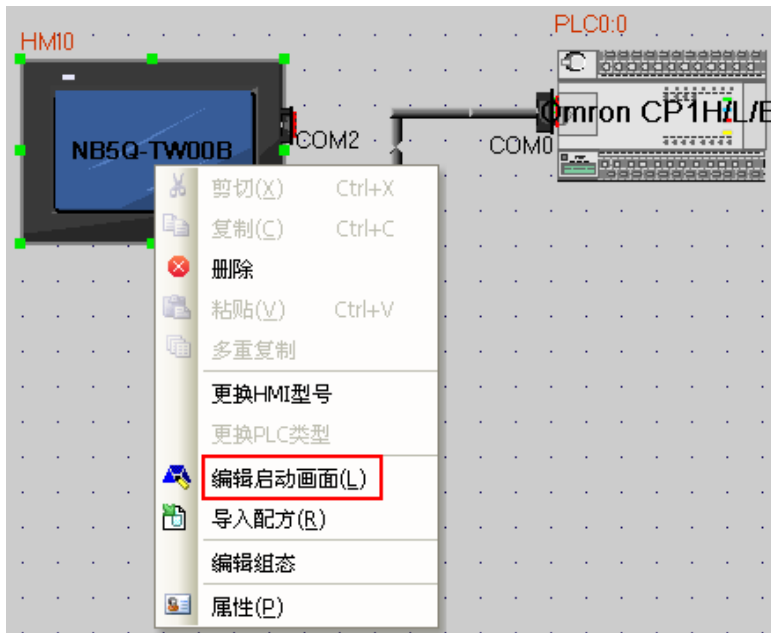 PLC0:0
HMI0
Omron CP1H/L/E
COM2
COM0
NB5Q-TW00B
剪切(X) Ctrl+X
复制(C) Ctrl+C
删除
粘贴(V) Ctrl+V
多重复制
更换HMI型号
更换PLC类型
编辑启动画面(L)
导入配方(R)
编辑组态
属性(P)